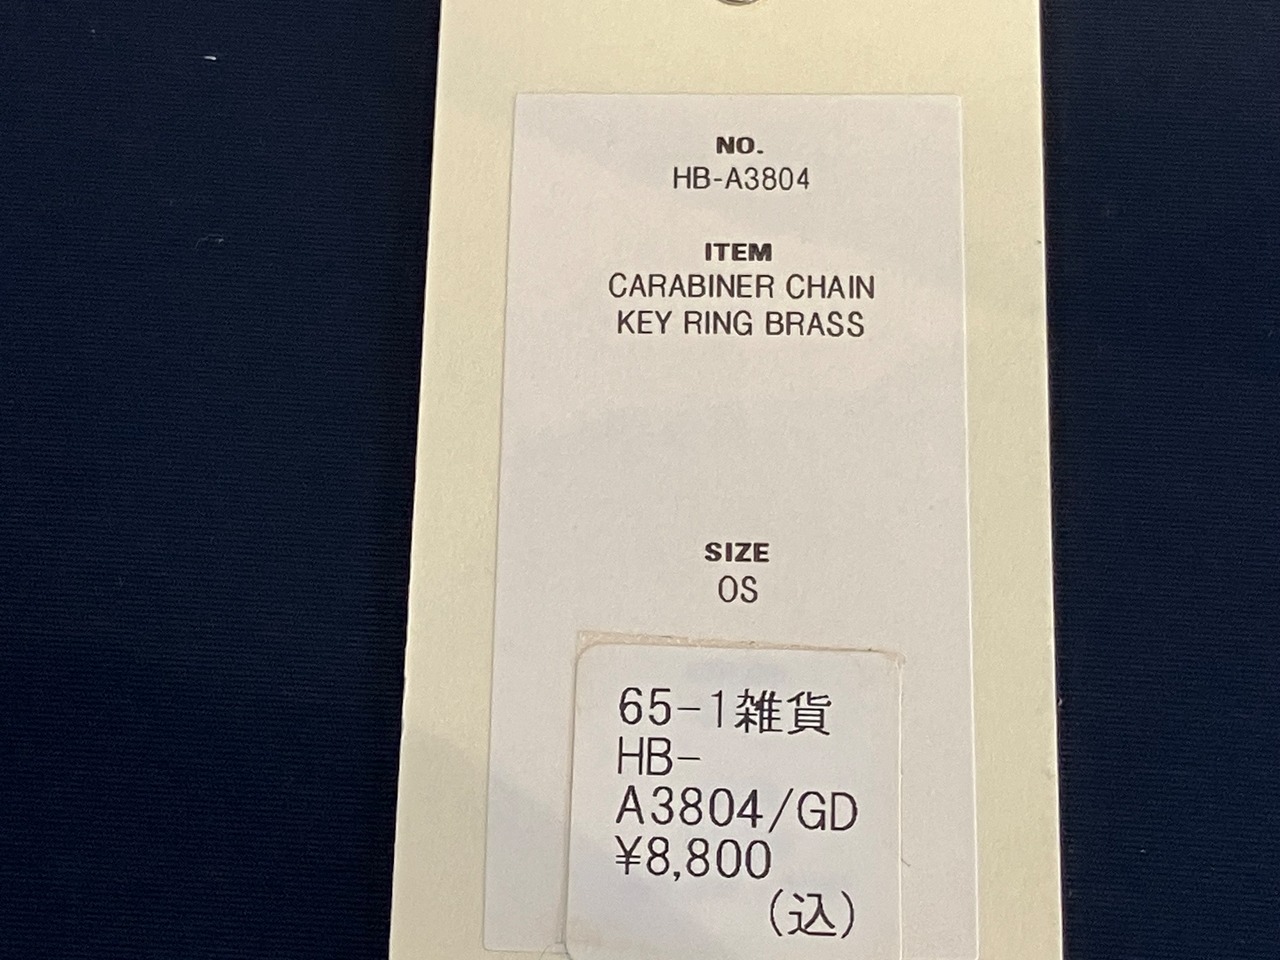 NO.
HB-A3804
ITEM
CARABINER CHAIN
KEY RING BRASS
SIZE
OS
65-1雑貨
HB-
A3804/GD
¥8,800
(込)